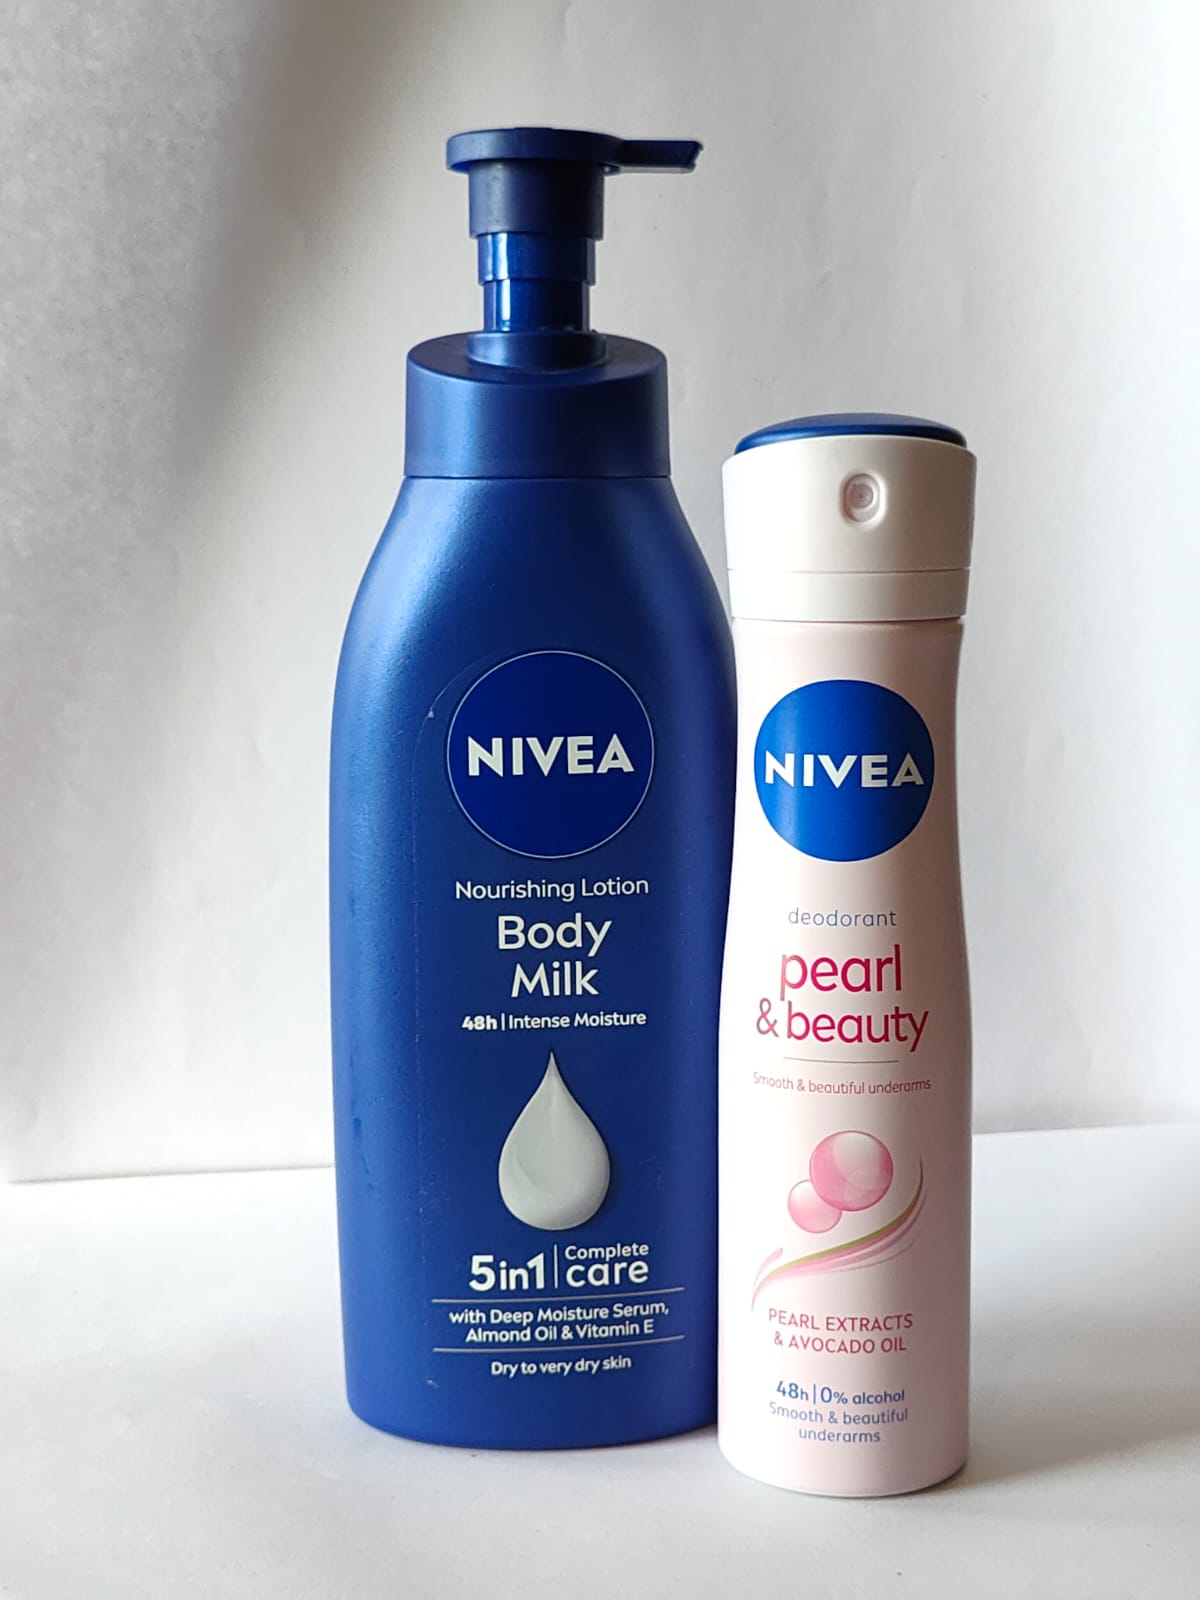 NIVEA
Nourishing Lotion
Body
Milk
48h | Intense Moisture
5in1 | Complete
care
with Deep Moisture Serum,
Almond Oil & Vitamin E
Dry to very dry skin
NIVEA
deodorant
pearl
& beauty
Smooth & beautiful underarms
PEARL EXTRACTS
& AVOCADO OIL
48h | 0% alcohol
Smooth & beautiful
underarms